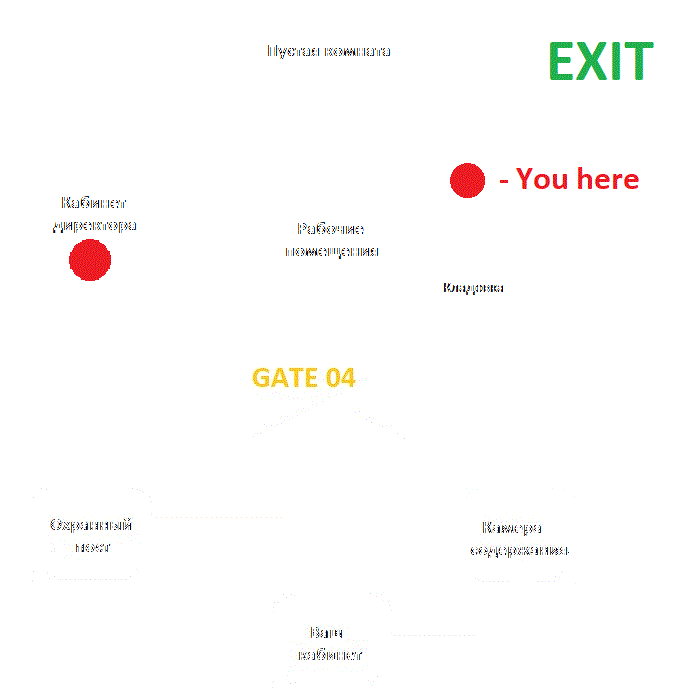 Пустая комната
EXIT
- You here
Кабинет
директора
Рабочие
помещения
Кладовка
GATE 04
Охранный
пост
Камера
содержания
Ваш
кабинет